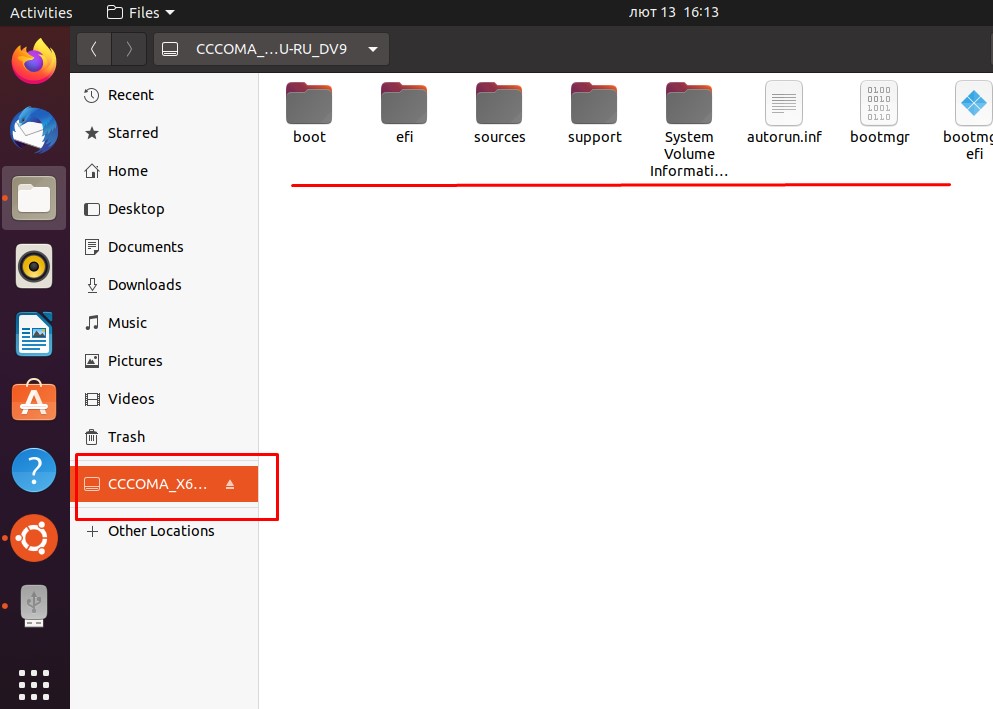 Activities
Files
лют 13 16:13
CCCOMA_...U-RU_DV9
Recent
Starred
Home
Desktop
Documents
Downloads
Music
Pictures
Videos
Trash
CCCOMA_X6...
Other Locations
boot
efi
sources
support
System
Volume
Informati...
autorun.inf
bootmgr
bootmg
efi
0100
0010
1001
0110